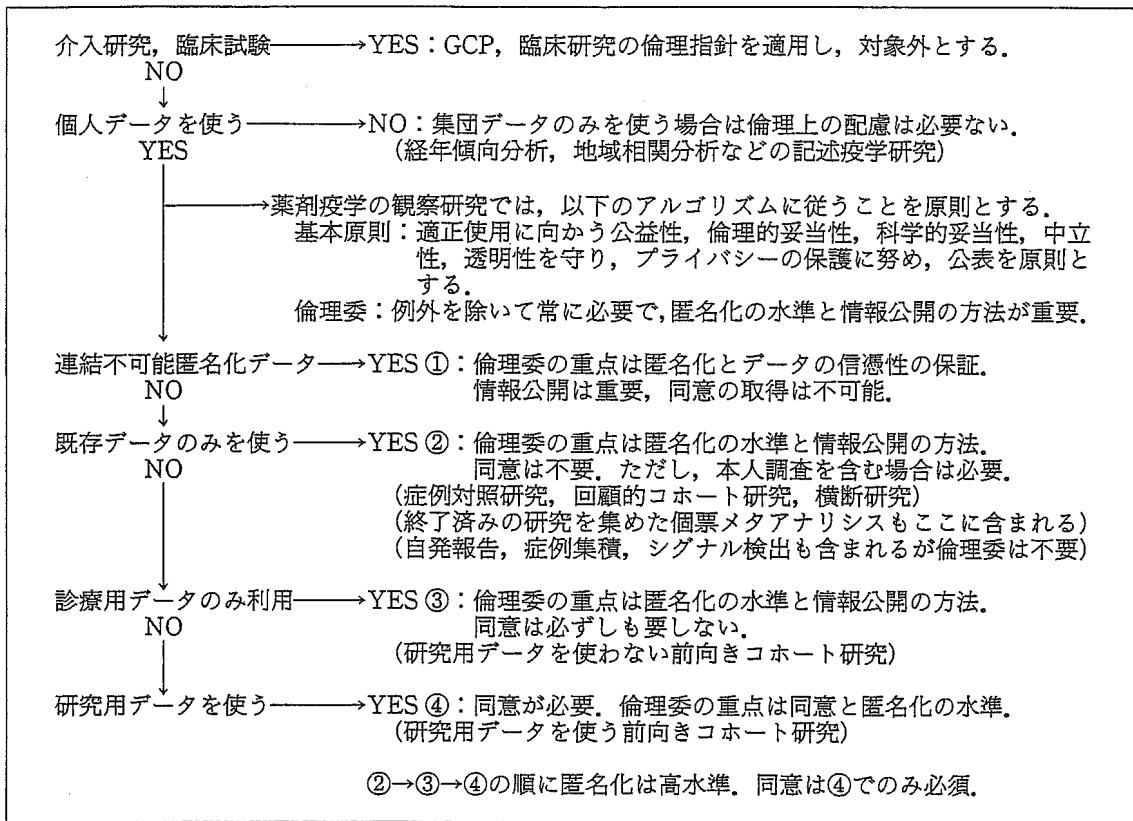 介入研究，臨床試験───→YES：GCP，臨床研究の倫理指針を適用し，対象外とする．
NO
↓
個人データを使う───→NO：集団データのみを使う場合は倫理上の配慮は必要ない．
YES
（経年傾向分析，地域相関分析などの記述疫学研究）
→薬剤疫学の観察研究では，以下のアルゴリズムに従うことを原則とする．
基本原則：適正使用に向かう公益性，倫理的妥当性，科学的妥当性，中立
性，透明性を守り，プライバシーの保護に努め，公表を原則と
する．
倫理委：例外を除いて常に必要で，匿名化の水準と情報公開の方法が重要．
↓
連結不可能匿名化データ──→YES ①：倫理委の重点は匿名化とデータの信憑性の保証．
NO
情報公開は重要，同意の取得は不可能．
↓
既存データのみを使う──→YES ②：倫理委の重点は匿名化の水準と情報公開の方法．
NO
同意は不要．ただし，本人調査を含む場合は必要．
（症例対照研究，回顧的コホート研究，横断研究）
（終了済みの研究を集めた個票メタアナリシスもここに含まれる）
（自発報告，症例集積，シグナル検出も含まれるが倫理委は不要）
↓
診療用データのみ利用──→YES ③：倫理委の重点は匿名化の水準と情報公開の方法．
NO
同意は必ずしも要しない．
（研究用データを使わない前向きコホート研究）
↓
研究用データを使う───→YES ④：同意が必要．倫理委の重点は同意と匿名化の水準．
（研究用データを使う前向きコホート研究）
②→③→④の順に匿名化は高水準．同意は④でのみ必須．